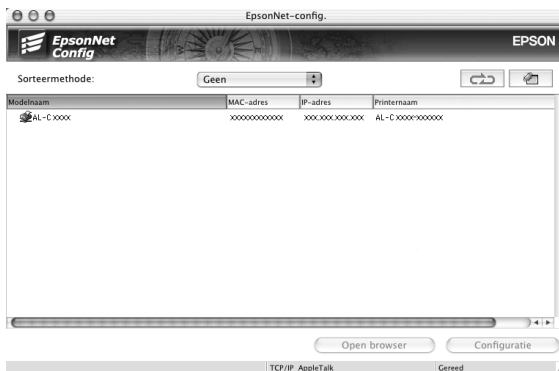 EpsonNet-config.
EpsonNet Config
EPSON
Sorteermethode: Geen
Modelnaam MAC-adres IP-adres Printernaam
AL-C xxxx xxxxxxxxxxxx xxx.xxx.xxx.xxx AL-C xxxx-xxxxxx
Open browser Configuratie
TCP/IP AppleTalk Gereed